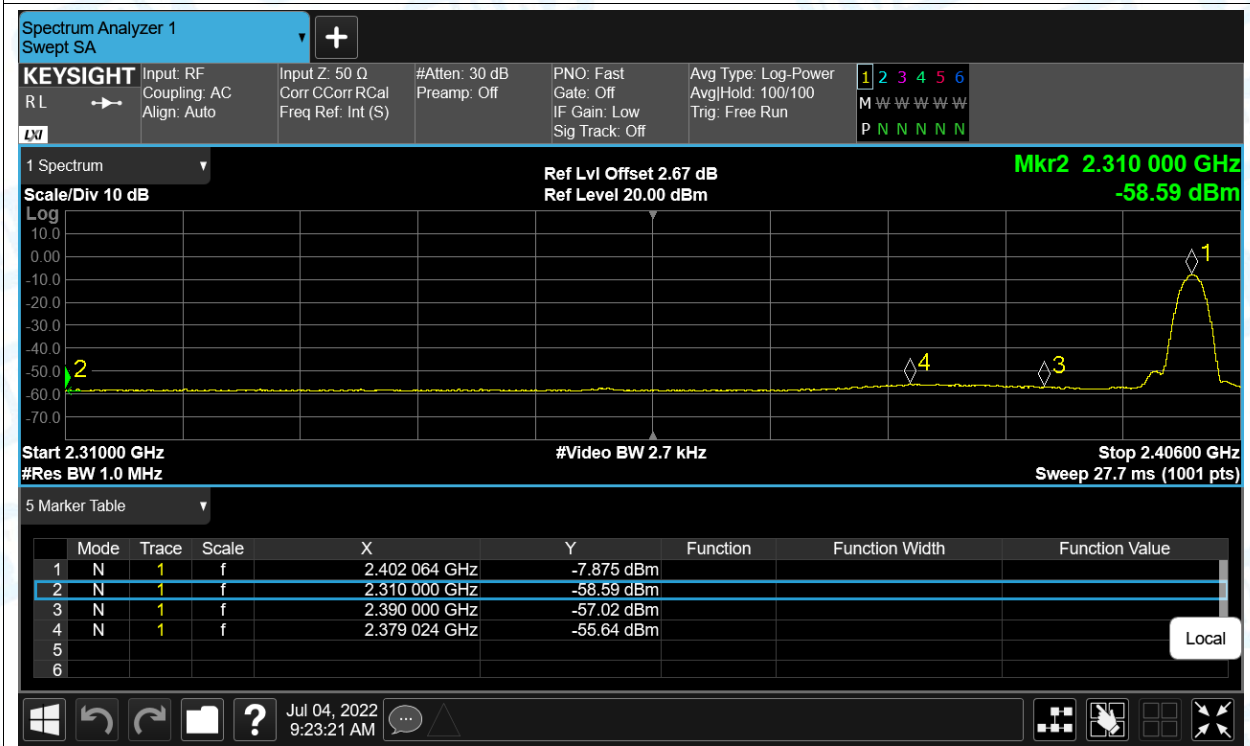 Spectrum Analyzer 1
Swept SA
+
KEYSIGHT Input: RF Input Z: 50 Ω #Atten: 30 dB PNO: Fast Avg Type: Log-Power 1 2 3 4 5 6
R L Coupling: AC Corr CCorr RCal Preamp: Off Gate: Off Avg|Hold: 100/100 M W W W W W
Align: Auto Freq Ref: Int (S) IF Gain: Low Trig: Free Run
LXI Sig Track: Off P N N N N N
1 Spectrum Ref Lvl Offset 2.67 dB Mkr2 2.310 000 GHz
Scale/Div 10 dB Ref Level 20.00 dBm -58.59 dBm
Log
10.0
0.00 1
-10.0
-20.0
-30.0
-40.0
-50.0 2 4 3
-60.0
-70.0
Start 2.31000 GHz #Video BW 2.7 kHz Stop 2.40600 GHz
#Res BW 1.0 MHz Sweep 27.7 ms (1001 pts)
5 Marker Table
Mode Trace Scale X Y Function Function Width Function Value
1 N 1 f 2.402 064 GHz -7.875 dBm
2 N 1 f 2.310 000 GHz -58.59 dBm
3 N 1 f 2.390 000 GHz -57.02 dBm
4 N 1 f 2.379 024 GHz -55.64 dBm
5
6
Local
? Jul 04, 2022
9:23:21 AM